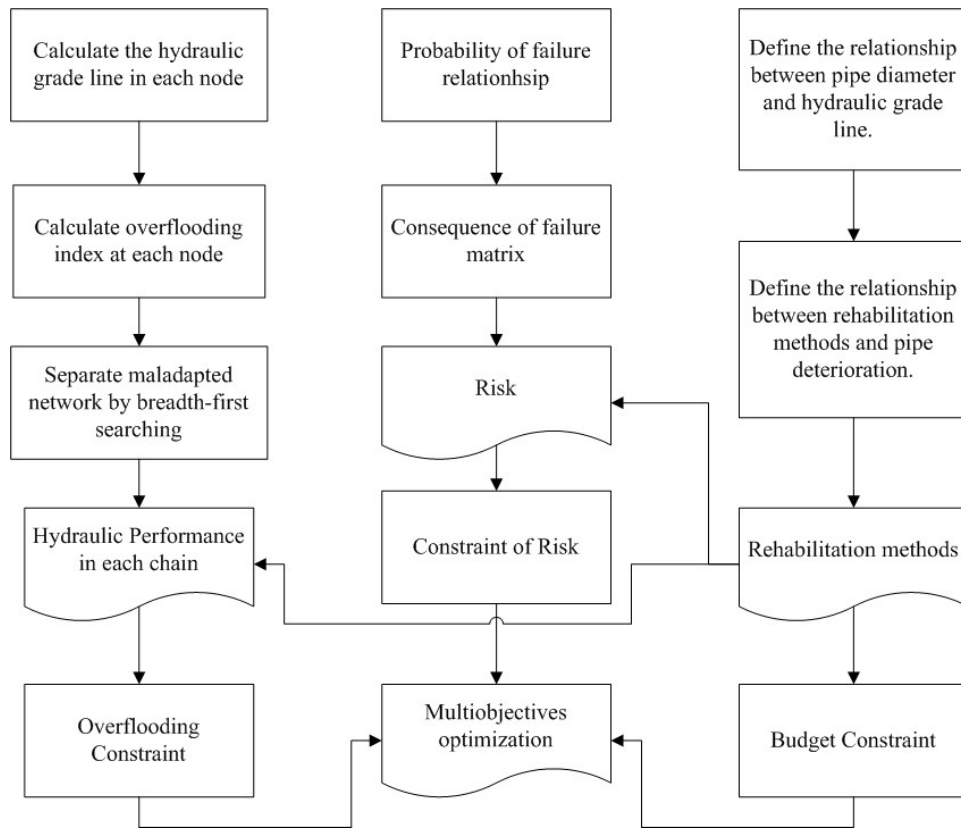 Calculate the hydraulic
grade line in each node
Calculate overflooding
index at each node
Separate maladapted
network by breadth-first
searching
Hydraulic Performance
in each chain
Overflooding
Constraint
Probability of failure
relationhsip
Consequence of failure
matrix
Risk
Constraint of Risk
Multiobjectives
optimization
Define the relationship
between pipe diameter
and hydraulic grade
line.
Define the relationship
between rehabilitation
methods and pipe
deterioration.
Rehabilitation methods
Budget Constraint